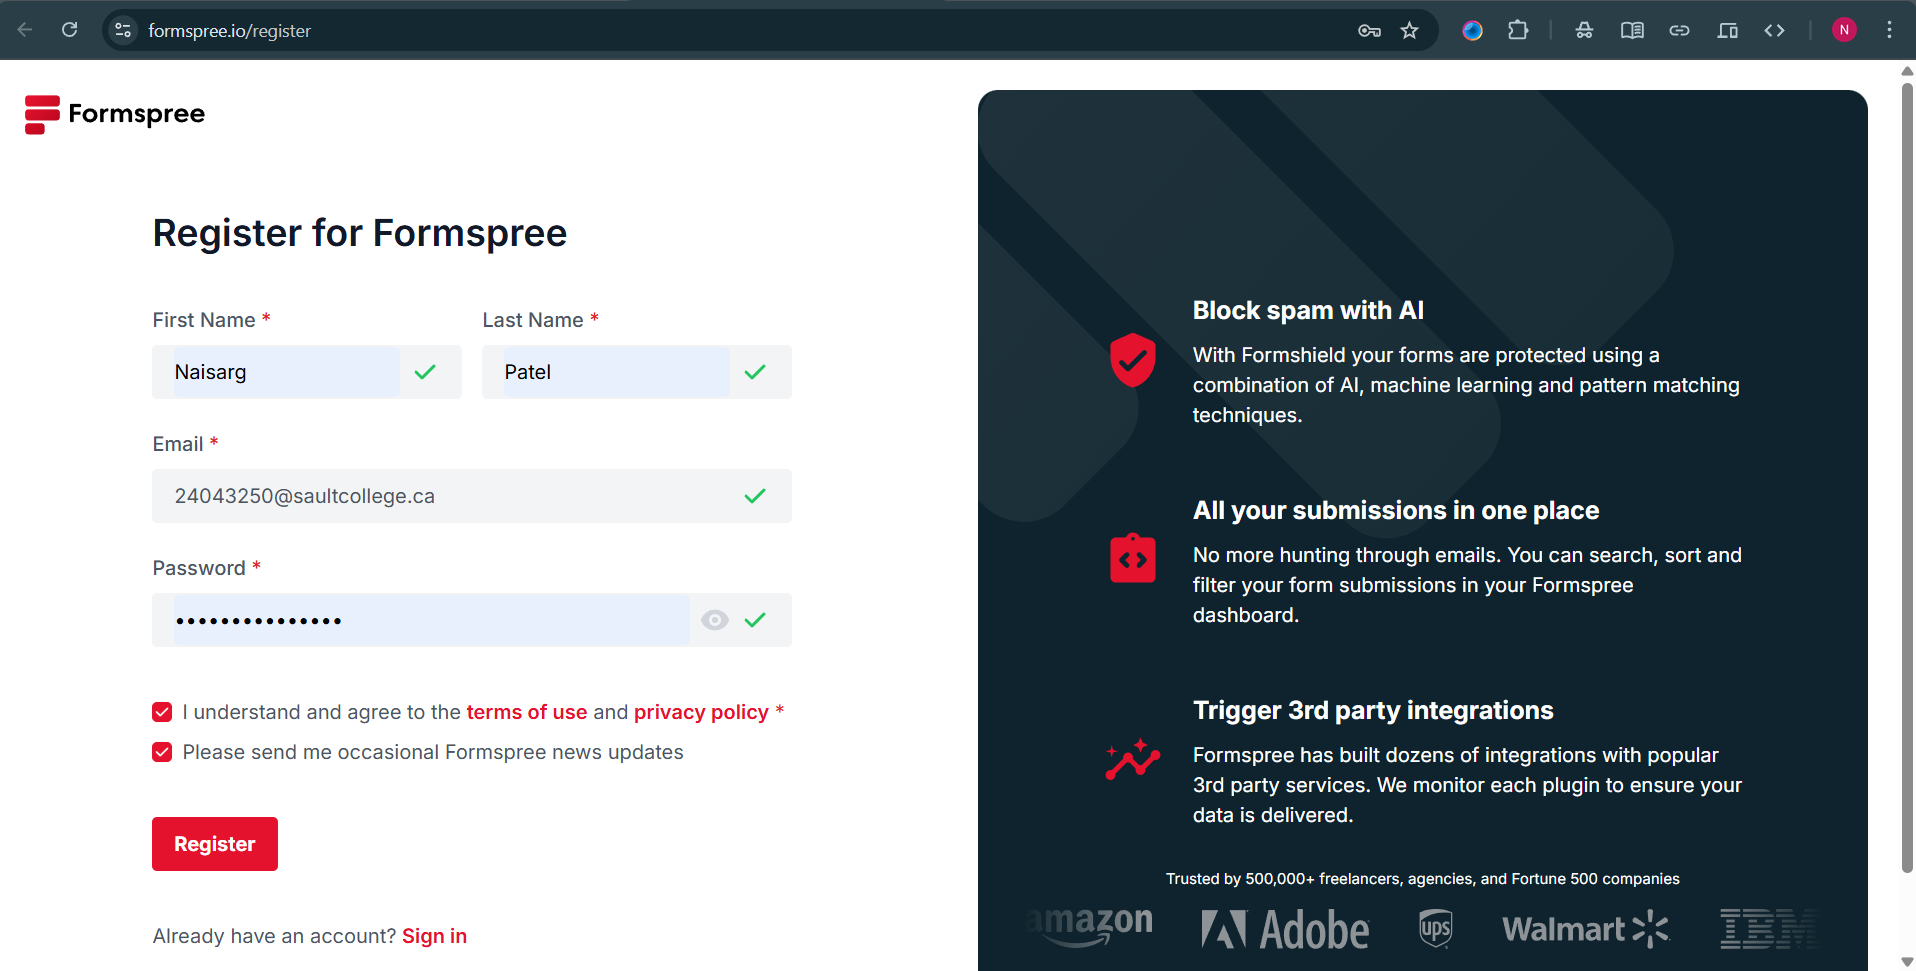 formspree.io/register
N
Formspree
Register for Formspree
First Name *
Last Name *
Naisarg
Patel
Email *
24043250@saultcollege.ca
Password *
•••••••••••••••
I understand and agree to the terms of use and privacy policy *
Please send me occasional Formspree news updates
Register
Already have an account? Sign in
Block spam with AI
With Formshield your forms are protected using a
combination of AI, machine learning and pattern matching
techniques.
All your submissions in one place
No more hunting through emails. You can search, sort and
filter your form submissions in your Formspree
dashboard.
Trigger 3rd party integrations
Formspree has built dozens of integrations with popular
3rd party services. We monitor each plugin to ensure your
data is delivered.
Trusted by 500,000+ freelancers, agencies, and Fortune 500 companies
amazon
Adobe
ups
Walmart
IBM